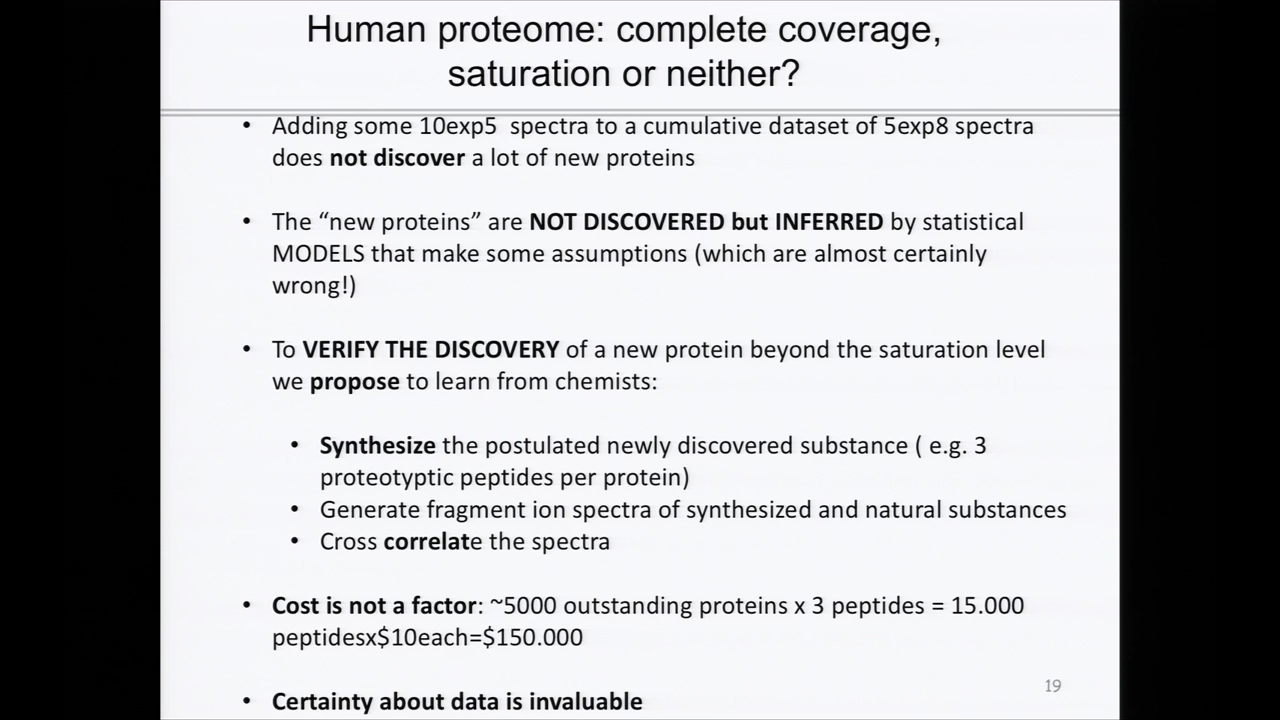 Human proteome: complete coverage,
saturation or neither?
• Adding some 10exp5 spectra to a cumulative dataset of 5exp8 spectra
does not discover a lot of new proteins
• The “new proteins” are NOT DISCOVERED but INFERRED by statistical
MODELS that make some assumptions (which are almost certainly
wrong!)
• To VERIFY THE DISCOVERY of a new protein beyond the saturation level
we propose to learn from chemists:
• Synthesize the postulated newly discovered substance ( e.g. 3
proteotyptic peptides per protein)
• Generate fragment ion spectra of synthesized and natural substances
• Cross correlate the spectra
• Cost is not a factor: ~5000 outstanding proteins x 3 peptides = 15.000
peptidesx$10each=$150.000
• Certainty about data is invaluable
19